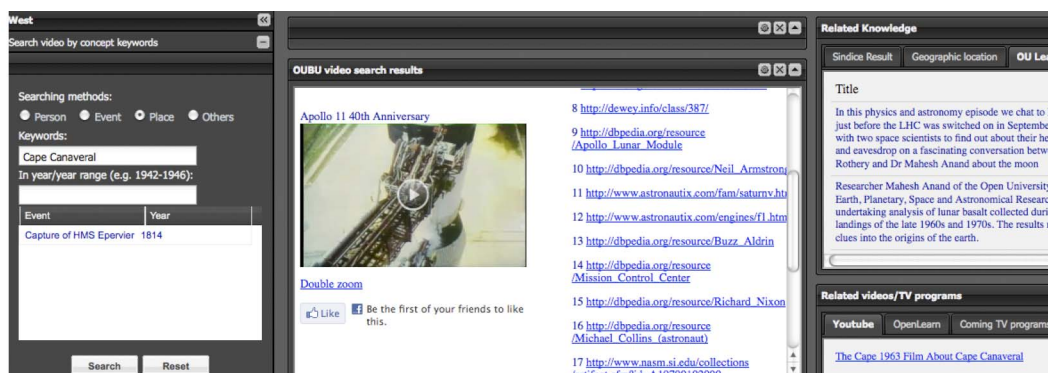 West
Search video by concept keywords
Searching methods:
Person Event Place Others
Keywords:
Cape Canaveral
In year/year range (e.g. 1942-1946):
Event Year
Capture of HMS Epervier 1814
Search Reset
OUBU video search results
Apollo 11 40th Anniversary
Double zoom
Like
Be the first of your friends to like
this.
8 http://dewey.info/class/387/
9 http://dbpedia.org/resource
/Apollo_Lunar_Module
10 http://dbpedia.org/resource/Neil_Armstrong
11 http://www.astronautix.com/fam/saturnv.ht
12 http://www.astronautix.com/engines/f1.htm
13 http://dbpedia.org/resource/Buzz_Aldrin
14 http://dbpedia.org/resource
/Mission_Control_Center
15 http://dbpedia.org/resource/Richard_Nixon
16 http://dbpedia.org/resource
/Michael_Collins_(astronaut)
17 http://www.nasm.si.edu/collections
Related Knowledge
Sindice Result Geographic location OU Lea
Title
In this physics and astronomy episode we chat to
just before the LHC was switched on in Septembe
with two space scientists to find out about their he
and eavesdrop on a fascinating conversation betw
Rothery and Dr Mahesh Anand about the moon
Researcher Mahesh Anand of the Open University
Earth, Planetary, Space and Astronomical Researc
undertaking analysis of lunar basalt collected duri
landings of the late 1960s and 1970s. The results
clues into the origins of the earth.
Related videos/TV programs
Youtube OpenLearn Coming TV programs
The Cape 1963 Film About Cape Canaveral